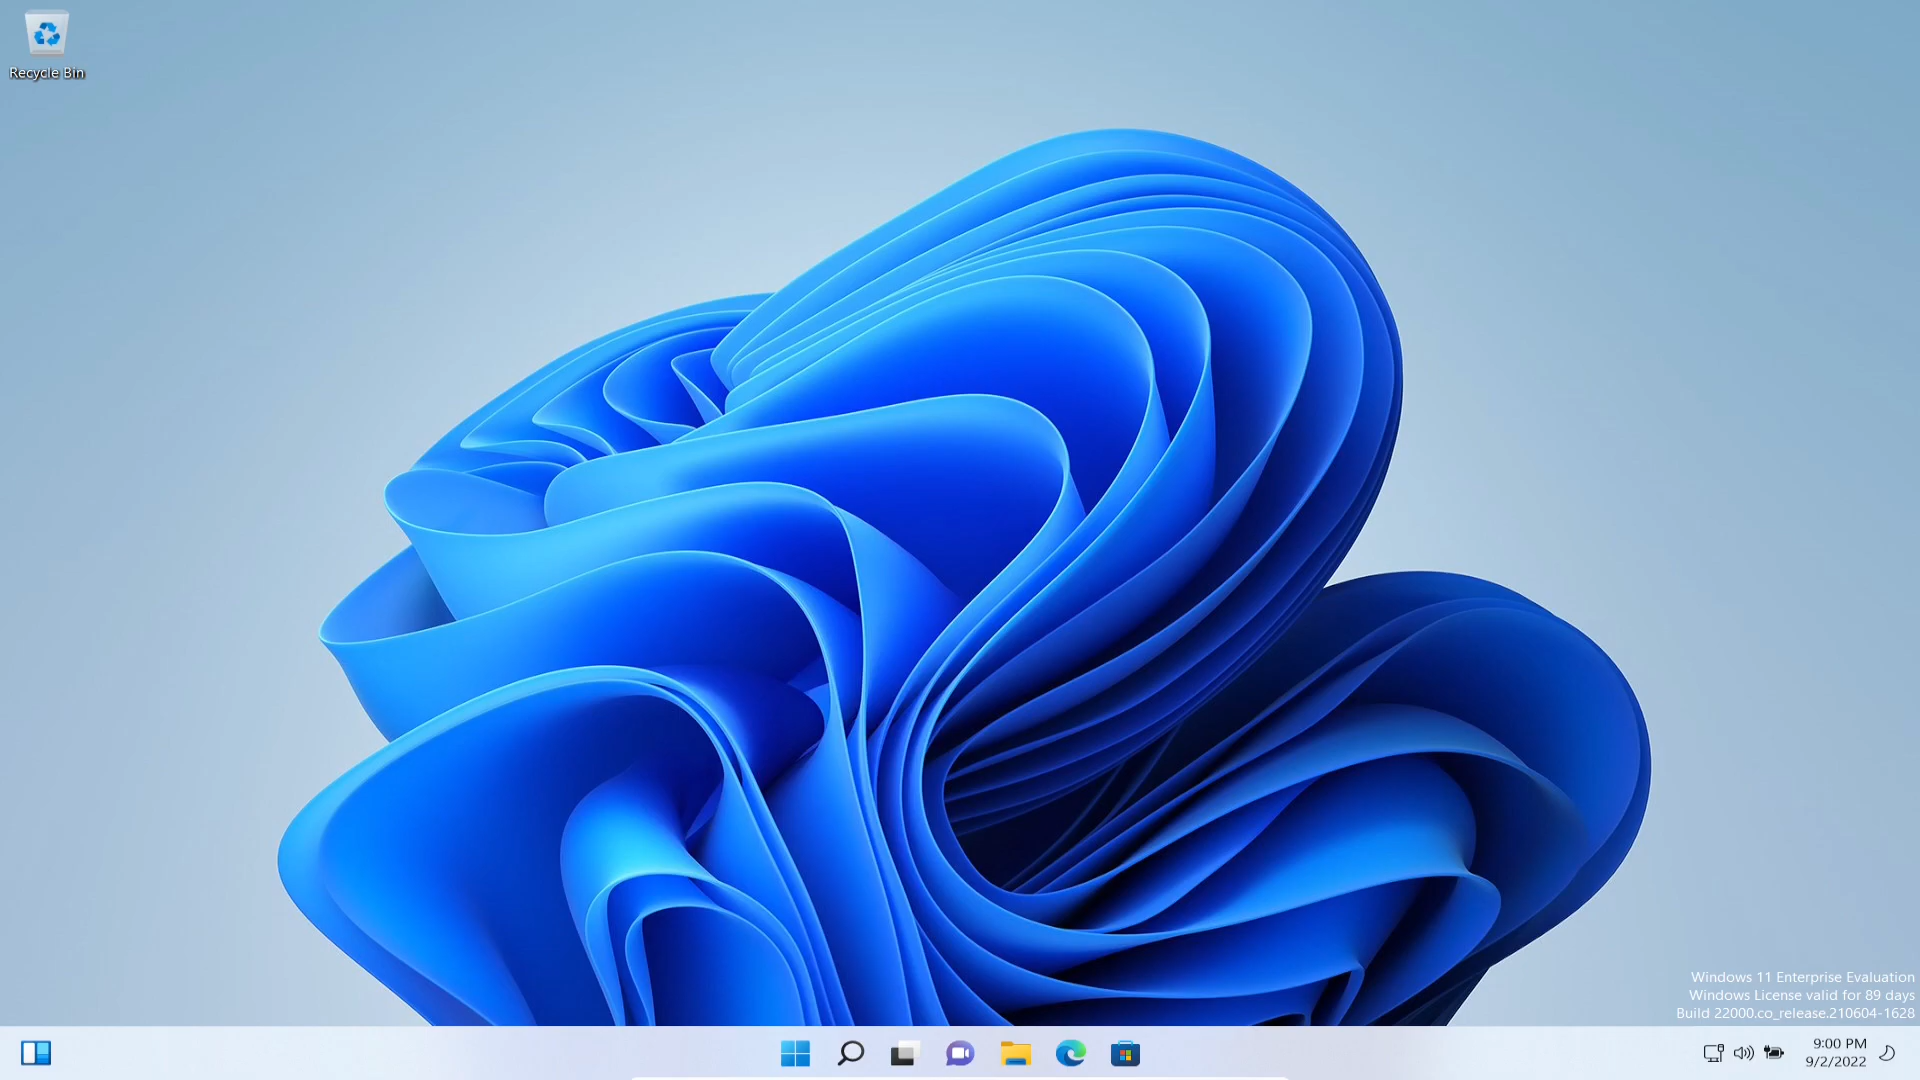 Recycle Bin
Windows 11 Enterprise Evaluation
Windows License valid for 89 days
Build 22000.co_release.210604-1628
9:00 PM
9/2/2022